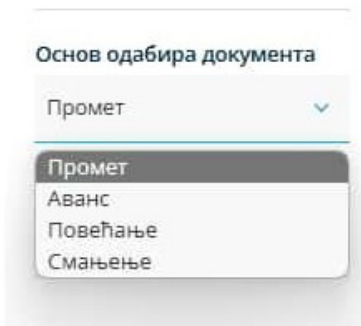 Основ одабира документа
Промет
Промет
Аванс
Повећање
Смањење